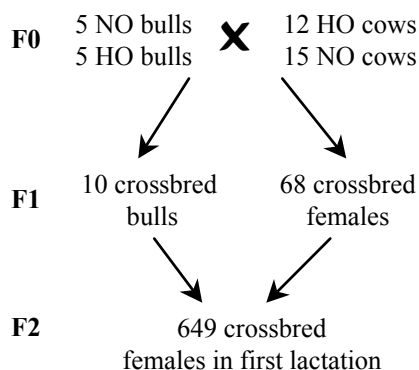 F0
5 NO bulls
5 HO bulls
X
12 HO cows
15 NO cows
F1
10 crossbred
bulls
68 crossbred
females
F2
649 crossbred
females in first lactation